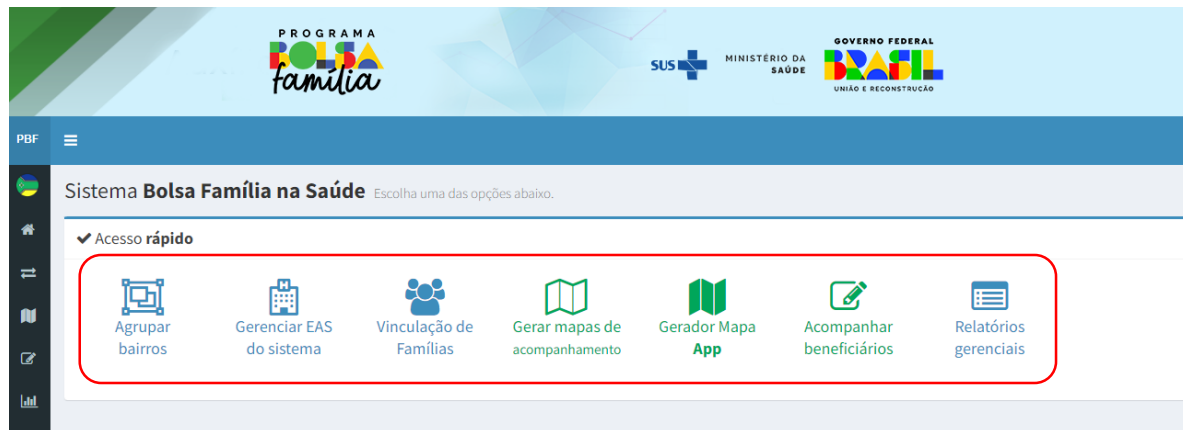 PROGRAMA
BOLSA
família
SUS
MINISTÉRIO DA
SAÚDE
GOVERNO FEDERAL
BRASIL
UNIÃO E RECONSTRUÇÃO
PBF
Sistema Bolsa Família na Saúde Escolha uma das opções abaixo.
Acesso rápido
Agrupar
bairros
Gerenciar EAS
do sistema
Vinculação de
Famílias
Gerar mapas de
acompanhamento
Gerador Mapa
App
Acompanhar
beneficiários
Relatórios
gerenciais